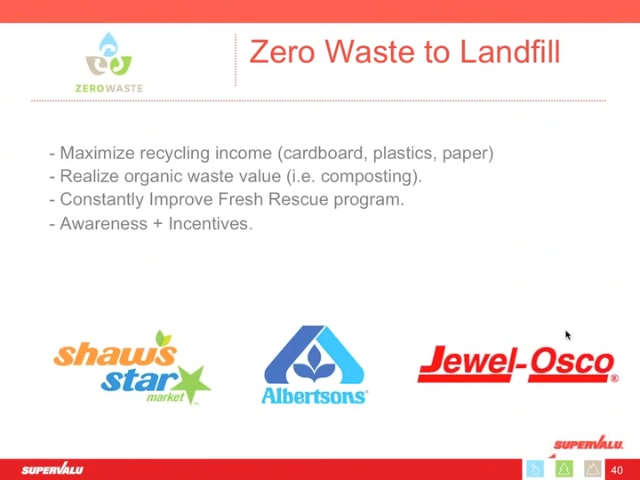 Zero Waste to Landfill
ZEROWASTE
- Maximize recycling income (cardboard, plastics, paper)
- Realize organic waste value (i.e. composting).
- Constantly Improve Fresh Rescue program.
- Awareness + Incentives.
shaw's
star
market
Albertsons®
Jewel-Osco®
SUPERVALU.
SUPERVALU
40